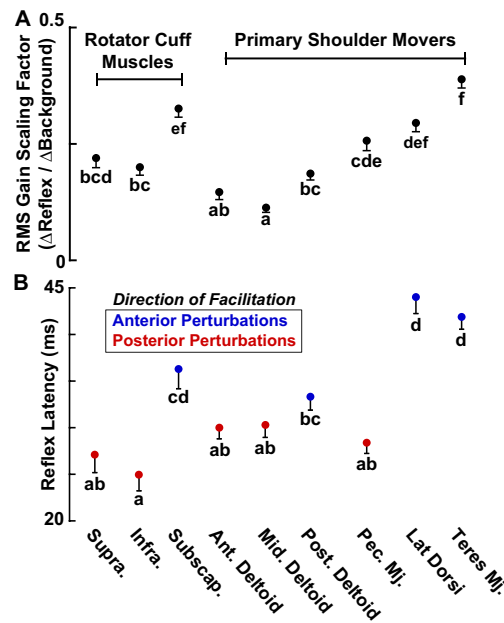 A
0.5
Rotator Cuff
Muscles
Primary Shoulder Movers
RMS Gain Scaling Factor
(ΔReflex / ΔBackground)
bcd
bc
ef
ab
a
bc
cde
def
f
0
B
45
Direction of Facilitation
Anterior Perturbations
Posterior Perturbations
Reflex Latency (ms)
ab
a
cd
ab
ab
bc
ab
d
d
20
Supra.
Infra.
Subscap.
Ant. Deltoid
Mid. Deltoid
Post. Deltoid
Pec. Mj.
Lat Dorsi
Teres Mj.